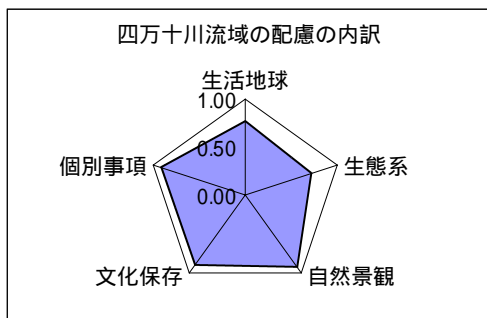 四万十川流域の配慮の内訳
生活地球
1.00
0.50
0.00
生態系
自然景観
文化保存
個別事項